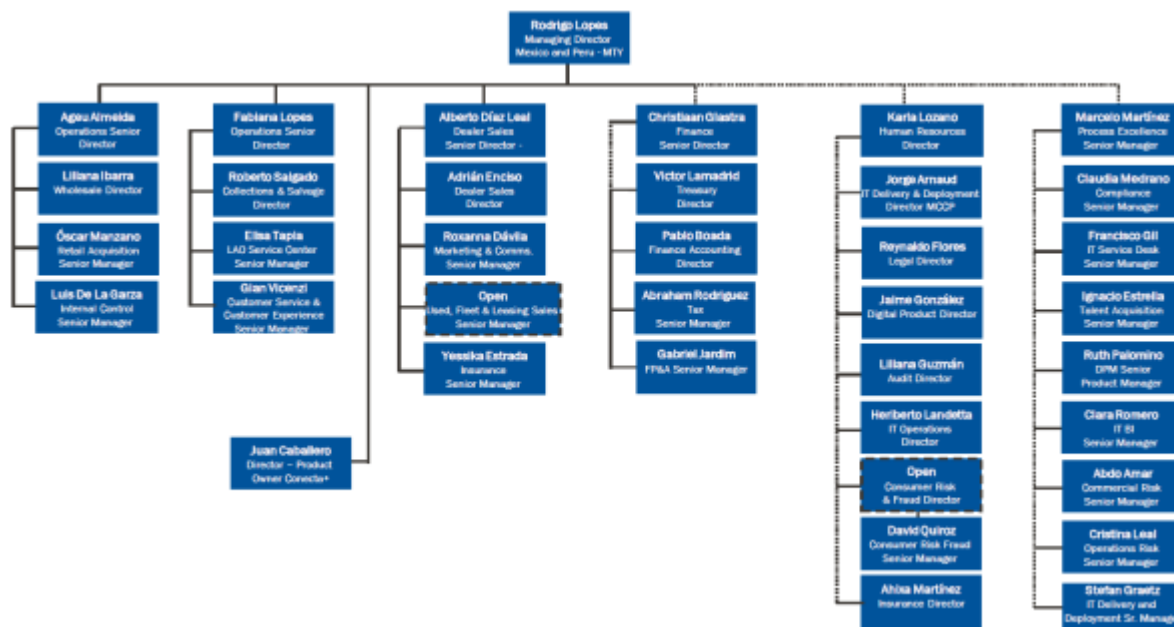 Rodrigo Lopes
Managing Director
Mexico and Peru - MTY
Ageu Almeida
Operations Senior
Director
Liliana Ibarra
Wholesale Director
Óscar Manzano
Retail Acquisition
Senior Manager
Luis De La Garza
Internal Control
Senior Manager
Fabiana Lopes
Operations Senior
Director
Roberto Salgado
Collections & Salvage
Director
Elisa Tapia
LAO Service Center
Senior Manager
Gian Vicenzi
Customer Service &
Customer Experience
Senior Manager
Juan Caballero
Director – Product
Owner Conecta+
Alberto Díaz Leal
Dealer Sales
Senior Director -
Adrián Enciso
Dealer Sales
Director
Roxanna Dávila
Marketing & Comms.
Senior Manager
Open
Used, Fleet & Leasing Sales
Senior Manager
Yessika Estrada
Insurance
Senior Manager
Christiaan Glastra
Finance
Senior Director
Victor Lamadrid
Treasury
Director
Pablo Boada
Finance Accounting
Director
Abraham Rodriguez
Tax
Senior Manager
Gabriel Jardim
FP&A Senior Manager
Karla Lozano
Human Resources
Director
Jorge Arnaud
IT Delivery & Deployment
Director MCCP
Reynaldo Flores
Legal Director
Jaime González
Digital Product Director
Liliana Guzmán
Audit Director
Heriberto Landetta
IT Operations
Director
Open
Consumer Risk
& Fraud Director
David Quiroz
Consumer Risk Fraud
Senior Manager
Ahixa Martínez
Insurance Director
Marcelo Martínez
Process Excellence
Senior Manager
Claudia Medrano
Compliance
Senior Manager
Francisco Gil
IT Service Desk
Senior Manager
Ignacio Estrella
Talent Acquisition
Senior Manager
Ruth Palomino
DPM Senior
Product Manager
Clara Romero
IT BI
Senior Manager
Abdo Amar
Commercial Risk
Senior Manager
Cristina Leal
Operations Risk
Senior Manager
Stefan Graetz
IT Delivery and
Deployment Sr. Manag